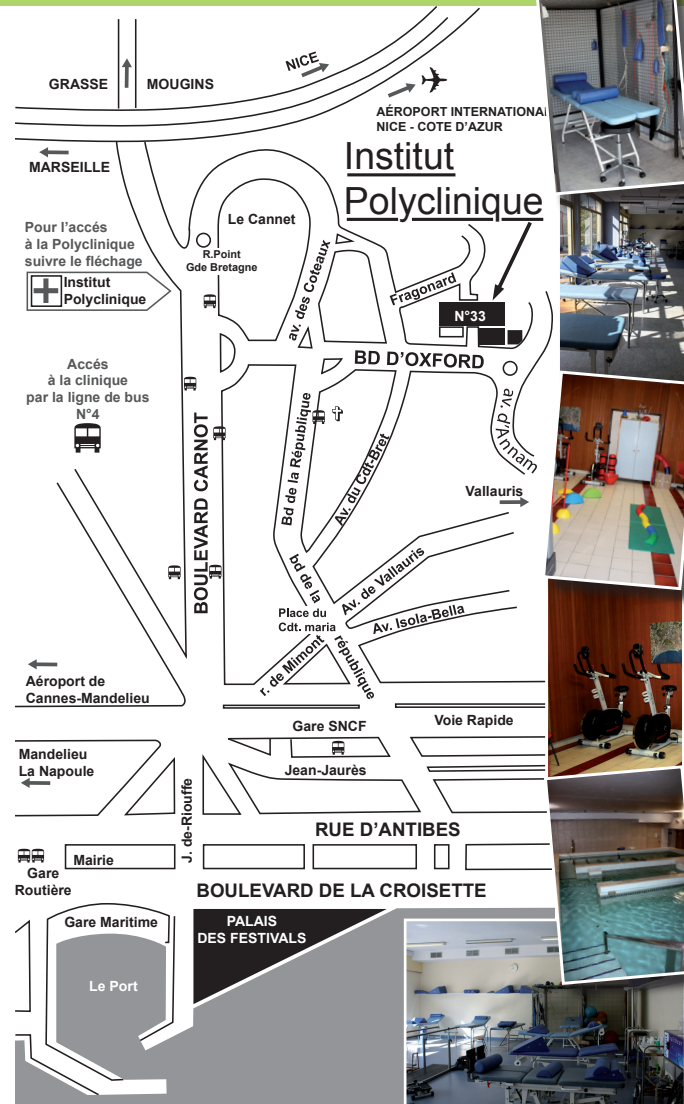 NICE
GRASSE
MOUGINS
AÉROPORT INTERNATIONAL
NICE - COTE D'AZUR
MARSEILLE
Institut
Polyclinique
Le Cannet
Pour l'accés
à la Polyclinique
suivre le fléchage
R.Point
Gde Bretagne
Institut
Polyclinique
av. des Coteaux
Fragonard
N°33
BD D'OXFORD
Accés
à la clinique
par la ligne de bus
N°4
av. d'Annam
BOULEVARD CARNOT
Bd de la République
Av. du Cdt-Bret
Vallauris
bd de la
république
Av. de Vallauris
Place du
Cdt. maria
Av. Isola-Bella
r. de Mimont
Aéroport de
Cannes-Mandelieu
Gare SNCF
Voie Rapide
Mandelieu
La Napoule
Jean-Jaurès
J. de-Riouffe
RUE D'ANTIBES
Mairie
Gare
Routière
BOULEVARD DE LA CROISETTE
Gare Maritime
PALAIS
DES FESTIVALS
Le Port